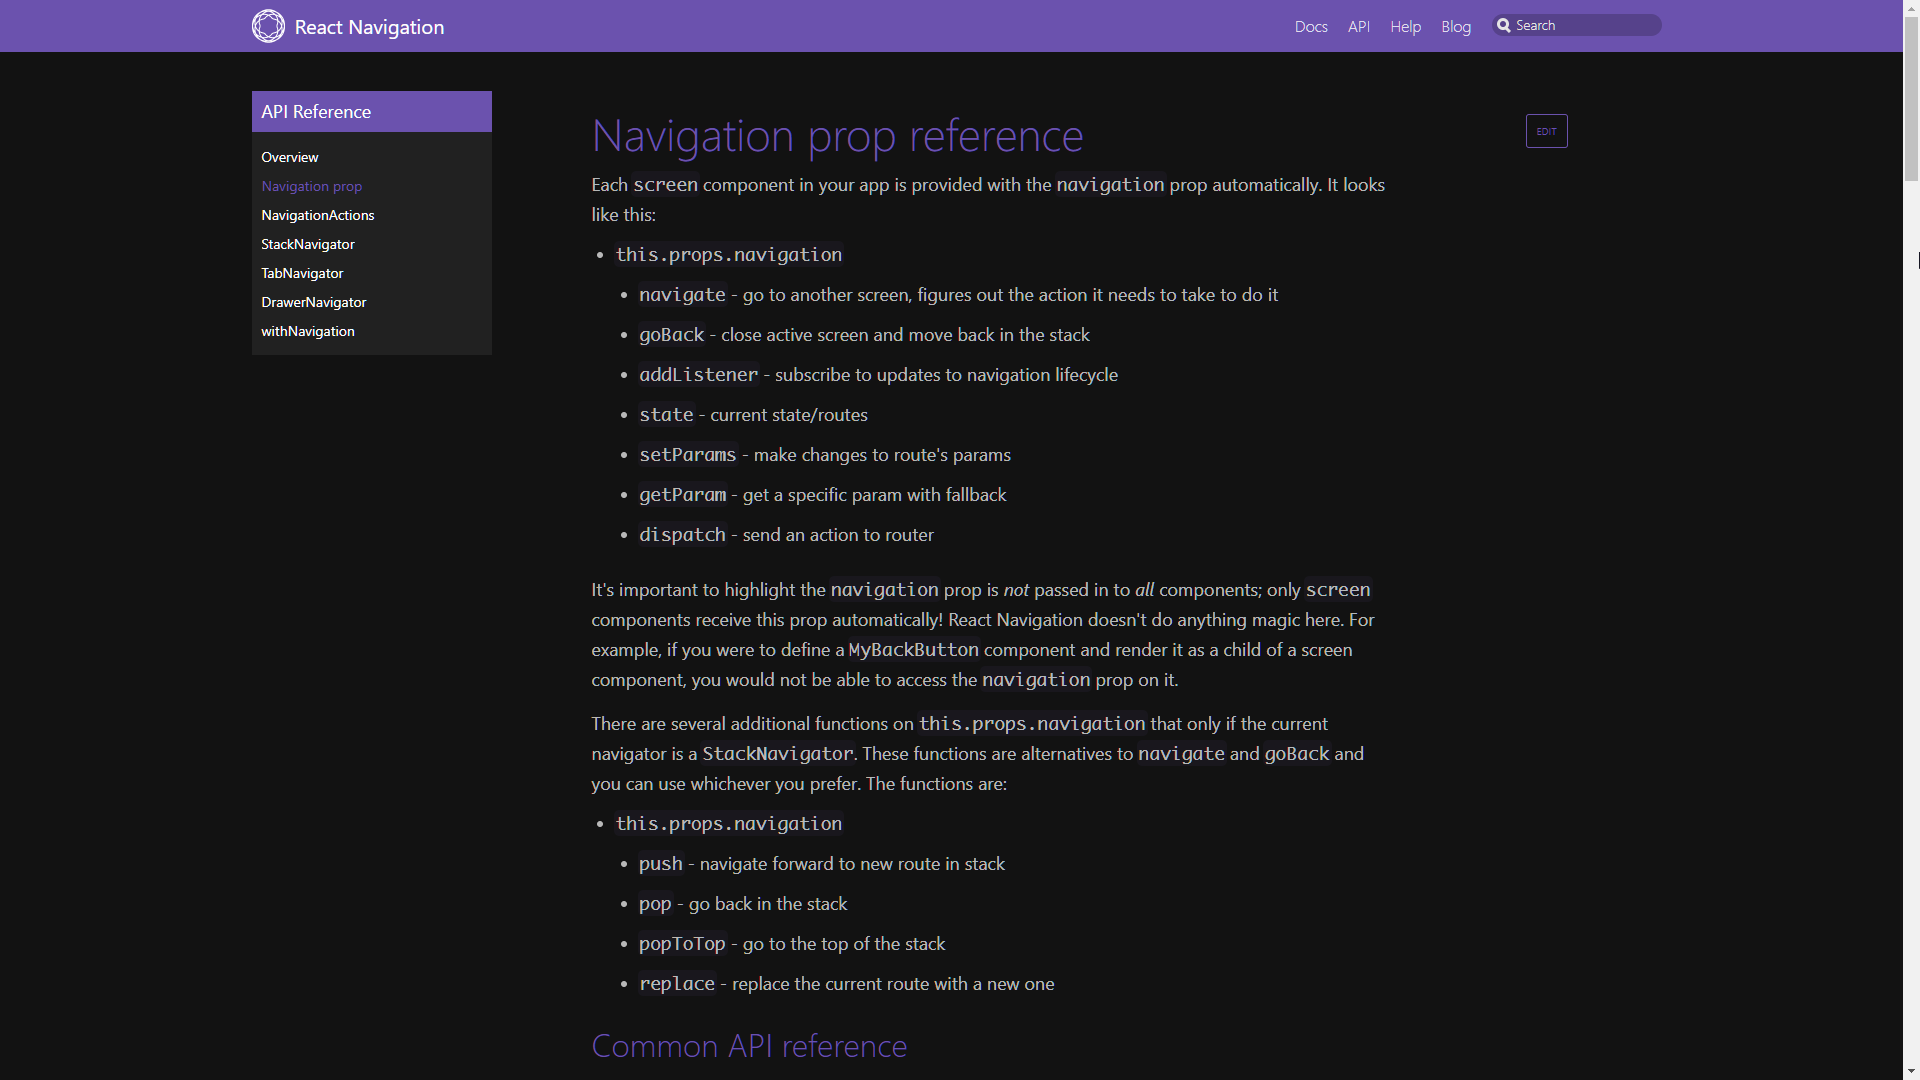 React Navigation
Docs API Help Blog Search
API Reference
Overview
Navigation prop
NavigationActions
StackNavigator
TabNavigator
DrawerNavigator
withNavigation
Navigation prop reference
EDIT
Each screen component in your app is provided with the navigation prop automatically. It looks
like this:
• this.props.navigation
• navigate - go to another screen, figures out the action it needs to take to do it
• goBack - close active screen and move back in the stack
• addListener - subscribe to updates to navigation lifecycle
• state - current state/routes
• setParams - make changes to route's params
• getParam - get a specific param with fallback
• dispatch - send an action to router
It's important to highlight the navigation prop is not passed in to all components; only screen
components receive this prop automatically! React Navigation doesn't do anything magic here. For
example, if you were to define a MyBackButton component and render it as a child of a screen
component, you would not be able to access the navigation prop on it.
There are several additional functions on this.props.navigation that only if the current
navigator is a StackNavigator. These functions are alternatives to navigate and goBack and
you can use whichever you prefer. The functions are:
• this.props.navigation
• push - navigate forward to new route in stack
• pop - go back in the stack
• popToTop - go to the top of the stack
• replace - replace the current route with a new one
Common API reference